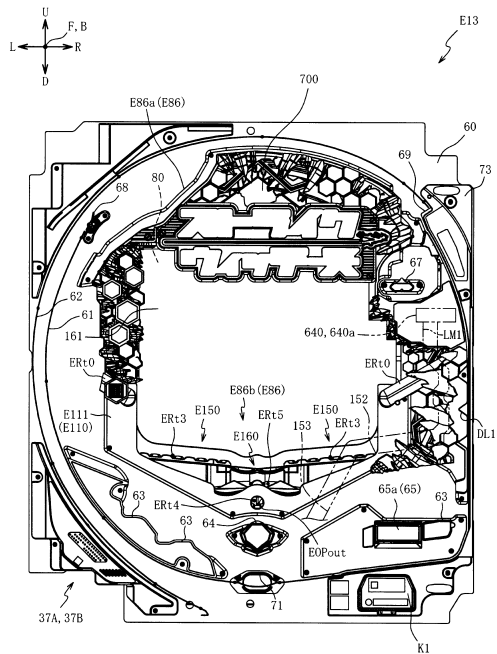 U
F, B
L
R
D
E13
700
E86a(E86)
60
69
73
80
68
67
62
61
640, 640a
LM1
161
ERt0
ERt0
E86b(E86)
E111
(E110)
E150
ERt5
E150
152
ERt3
E160
153
ERt3
DL1
63
ERt4
65a(65)
63
63
64
EOPout
71
37A, 37B
K1